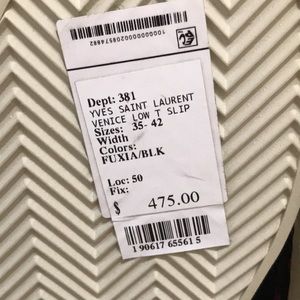 Dept: 381
YVES SAINT LAURENT
VENICE LOW T SLIP
Sizes: 35- 42
Width
Colors:
FUXIA/BLK
Loc: 50
Fix:
$ 475.00
1 90617 65561 5